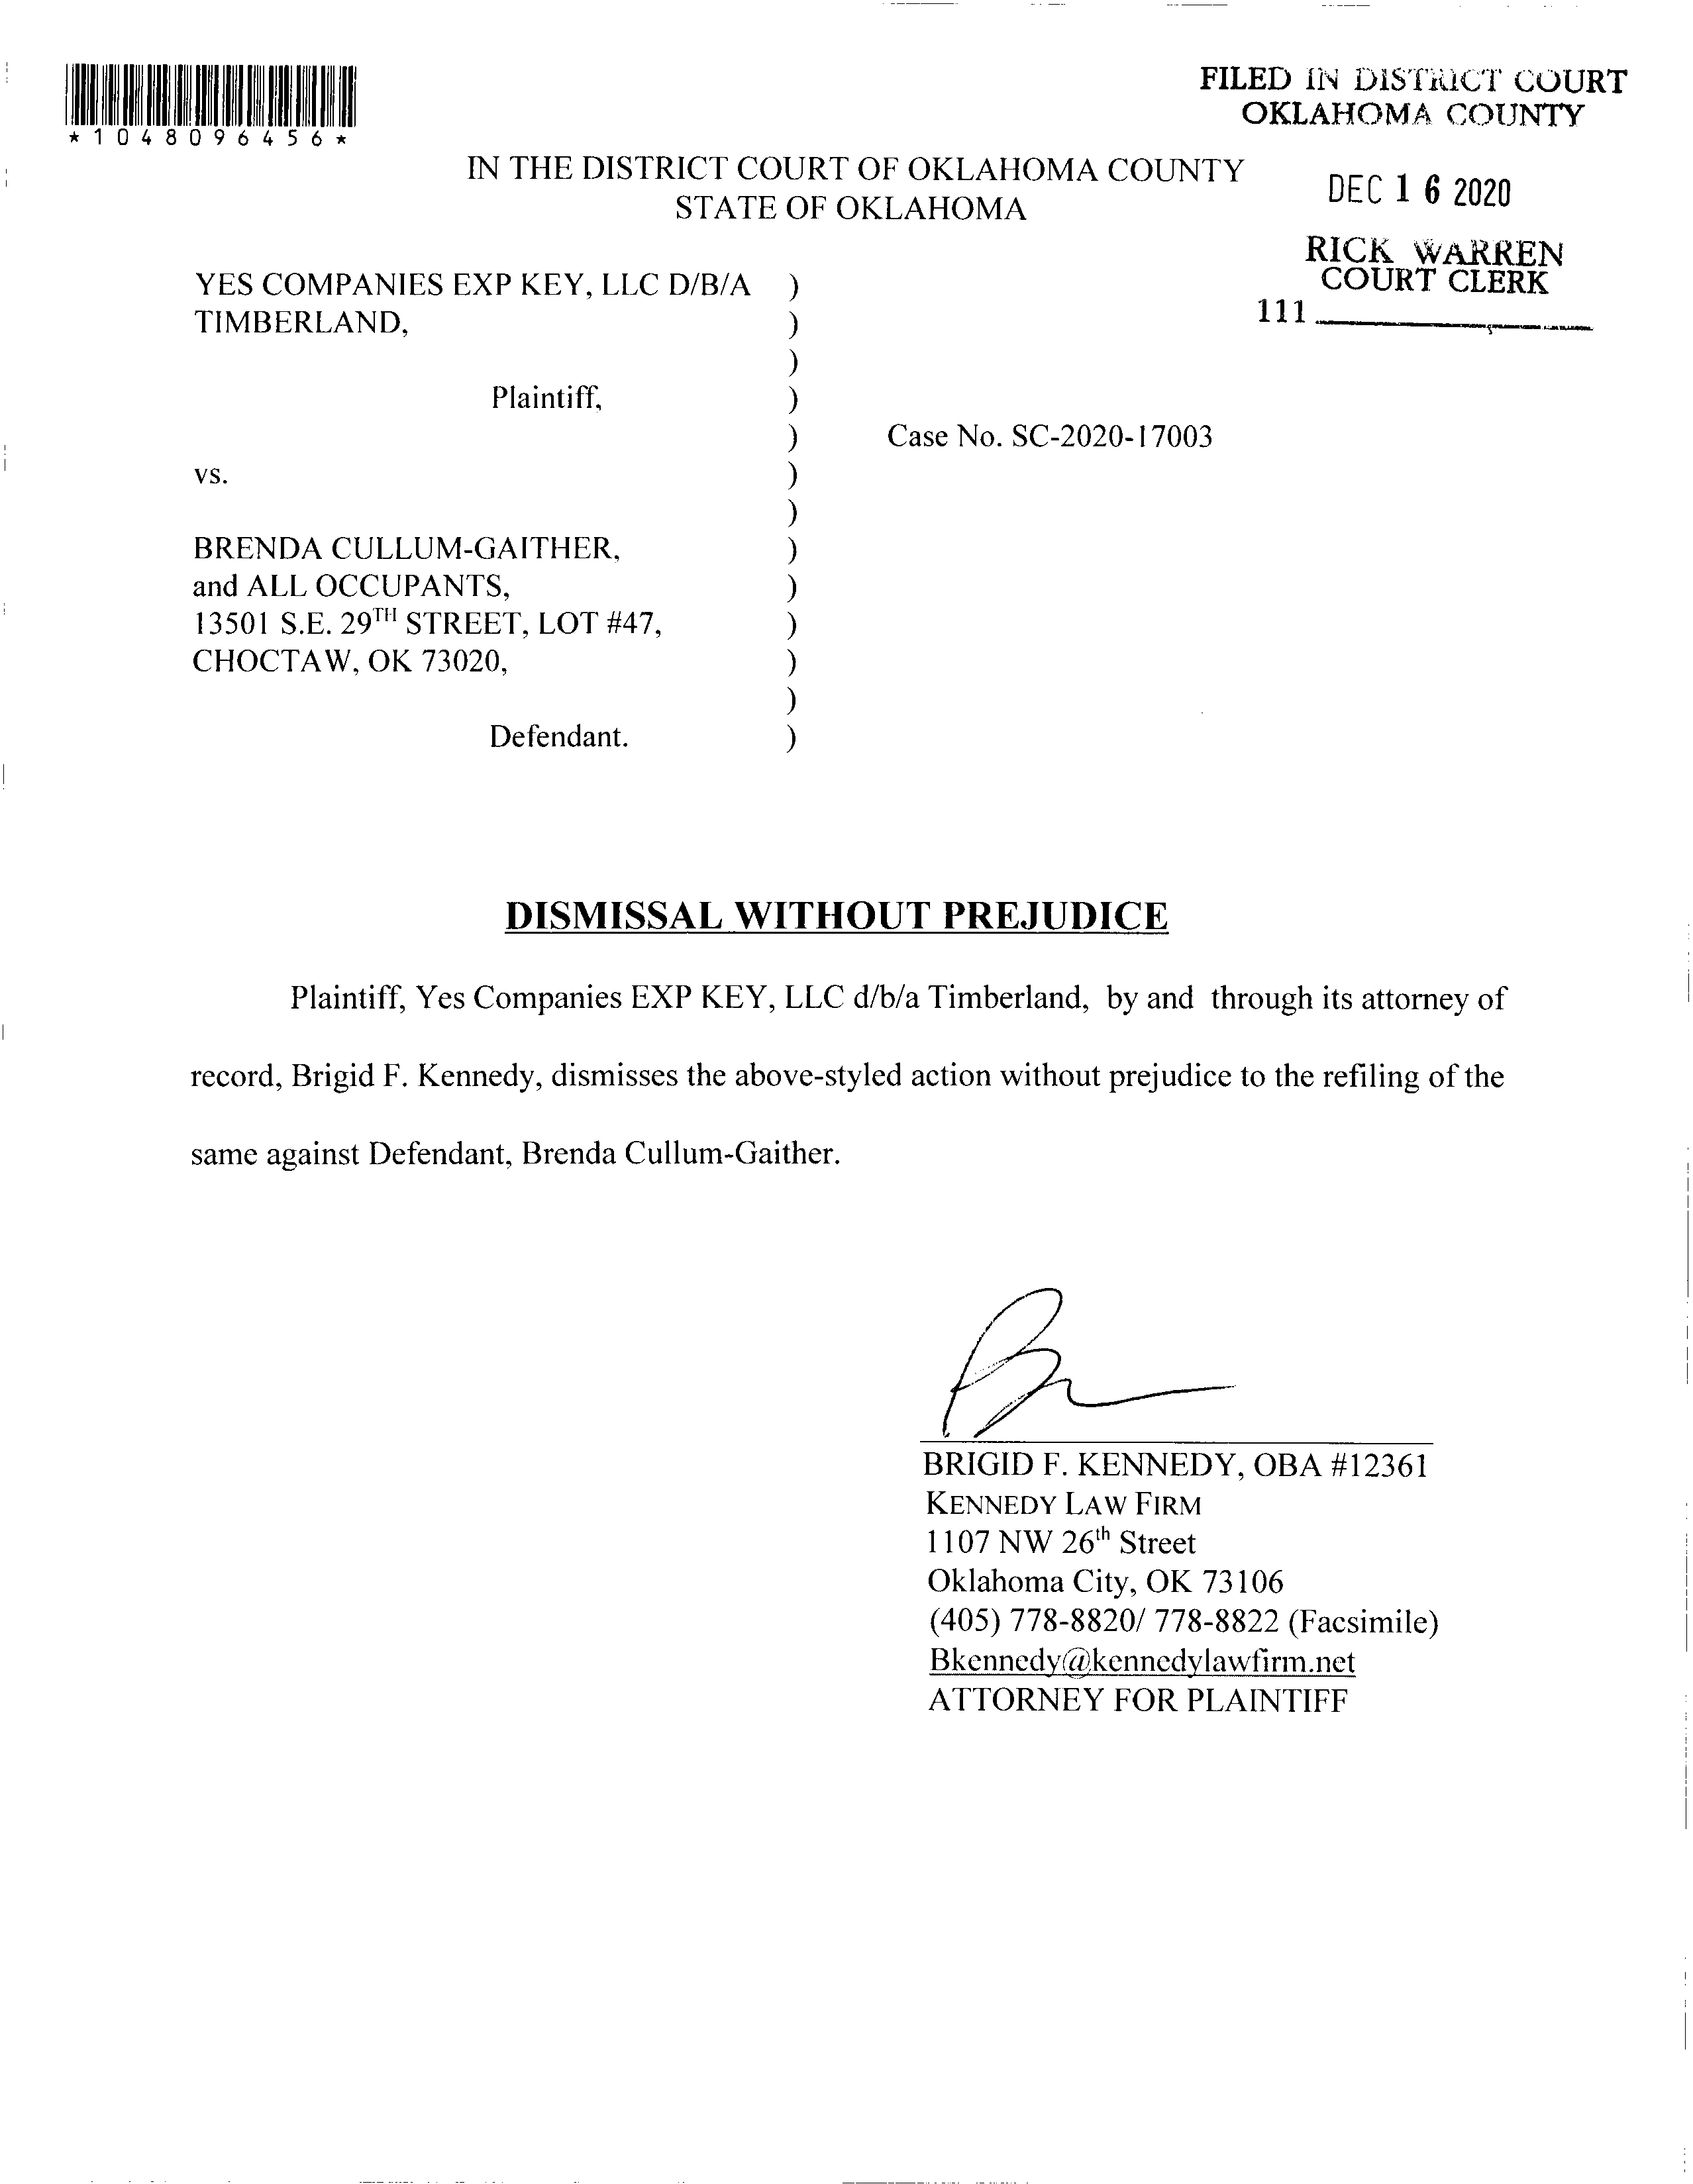 FILED IN DISTRICT COURT
OKLAHOMA COUNTY
*1048096456*
IN THE DISTRICT COURT OF OKLAHOMA COUNTY
STATE OF OKLAHOMA
DEC 16 2020
RICK WARREN
COURT CLERK
111
YES COMPANIES EXP KEY, LLC D/B/A )
TIMBERLAND, )
)
Plaintiff, )
) Case No. SC-2020-17003
vs. )
)
BRENDA CULLUM-GAITHER, )
and ALL OCCUPANTS, )
13501 S.E. 29TH STREET, LOT #47, )
CHOCTAW, OK 73020, )
)
Defendant. )
DISMISSAL WITHOUT PREJUDICE
Plaintiff, Yes Companies EXP KEY, LLC d/b/a Timberland, by and through its attorney of
record, Brigid F. Kennedy, dismisses the above-styled action without prejudice to the refiling of the
same against Defendant, Brenda Cullum-Gaither.
BRIGID F. KENNEDY, OBA #12361
KENNEDY LAW FIRM
1107 NW 26th Street
Oklahoma City, OK 73106
(405) 778-8820/ 778-8822 (Facsimile)
Bkennedy@kennedylawfirm.net
ATTORNEY FOR PLAINTIFF